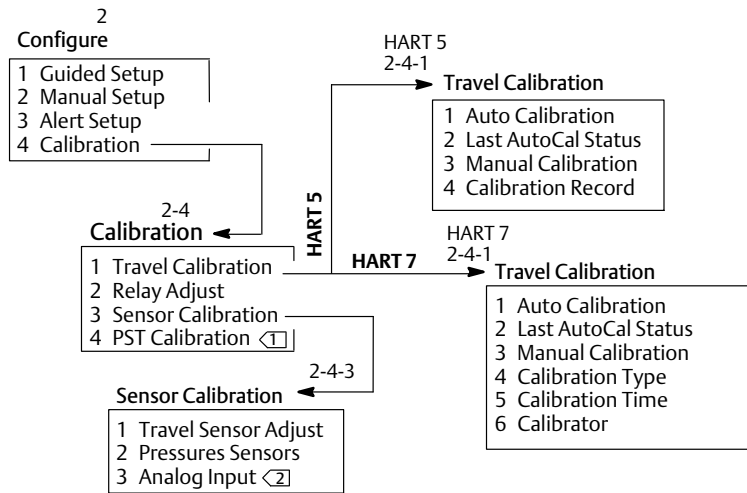 2
Configure
1 Guided Setup
2 Manual Setup
3 Alert Setup
4 Calibration
HART 5
2-4-1
Travel Calibration
1 Auto Calibration
2 Last AutoCal Status
3 Manual Calibration
4 Calibration Record
2-4
Calibration
1 Travel Calibration
2 Relay Adjust
3 Sensor Calibration
4 PST Calibration 1
HART 5
HART 7
HART 7
2-4-1
Travel Calibration
1 Auto Calibration
2 Last AutoCal Status
3 Manual Calibration
4 Calibration Type
5 Calibration Time
6 Calibrator
2-4-3
Sensor Calibration
1 Travel Sensor Adjust
2 Pressures Sensors
3 Analog Input 2